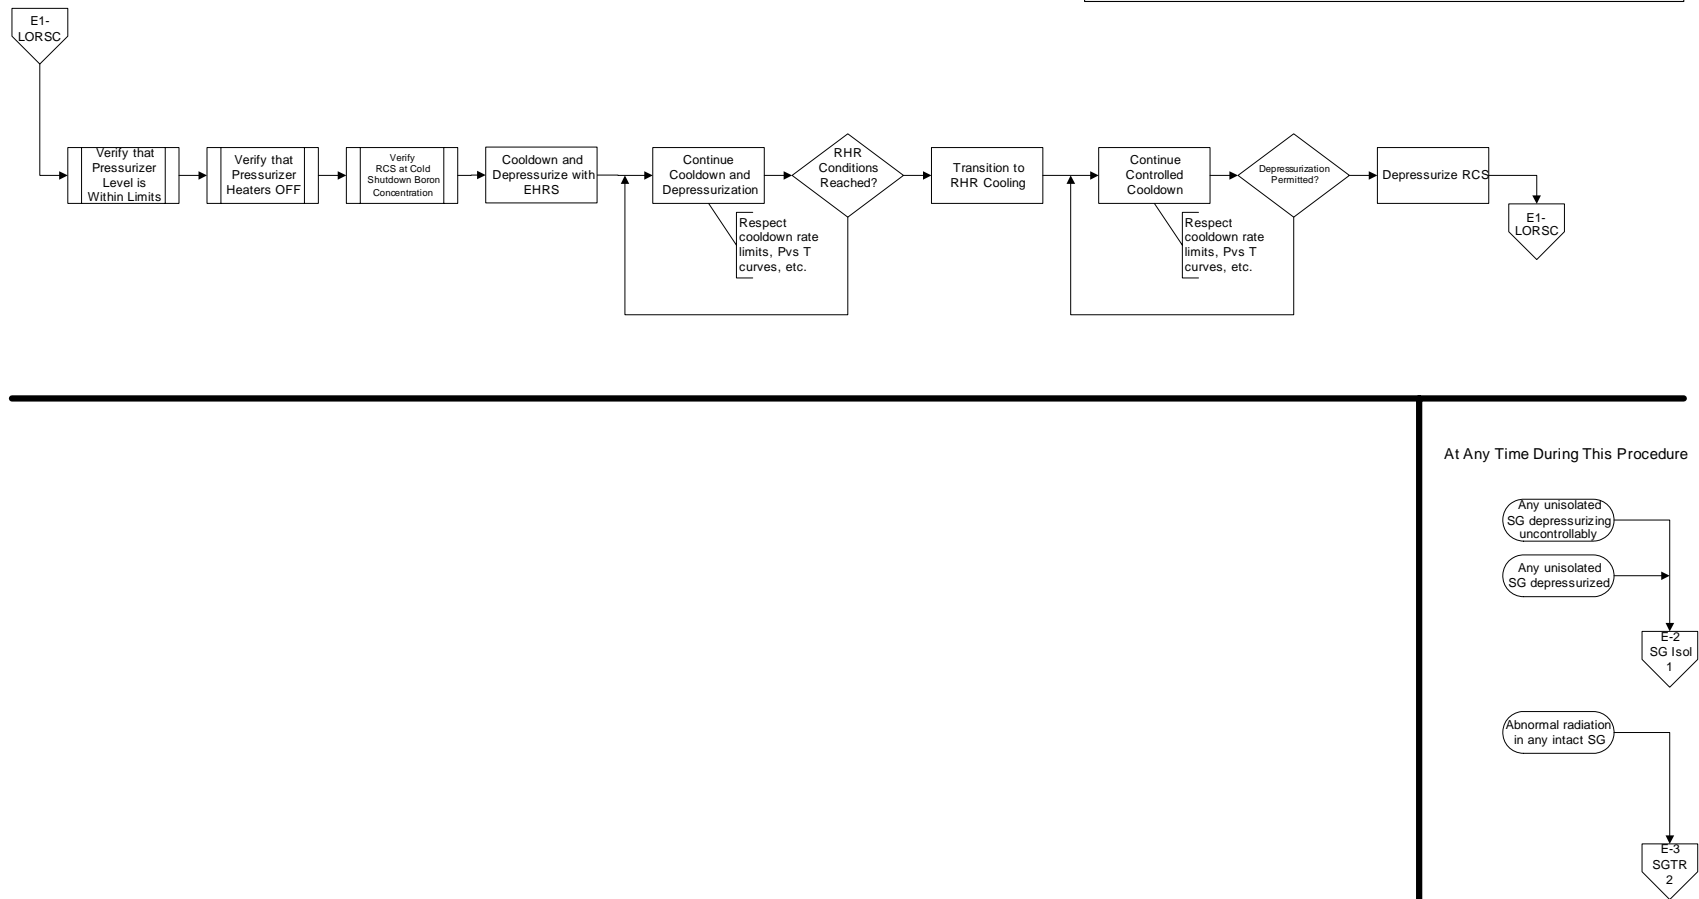 E1-
LORSC
Verify that
Pressurizer
Level is
Within Limits
Verify that
Pressurizer
Heaters OFF
Verify
RCS at Cold
Shutdown Boron
Concentration
Cooldown and
Depressurize with
EHRS
Continue
Cooldown and
Depressurization
Respect
cooldown rate
limits, Pvs T
curves, etc.
RHR
Conditions
Reached?
Transition to
RHR Cooling
Continue
Controlled
Cooldown
Respect
cooldown rate
limits, Pvs T
curves, etc.
Depressurization
Permitted?
Depressurize RCS
E1-
LORSC
At Any Time During This Procedure
Any unisolated
SG depressurizing
uncontrollably
Any unisolated
SG depressurized
E-2
SG Isol
1
Abnormal radiation
in any intact SG
E-3
SGTR
2